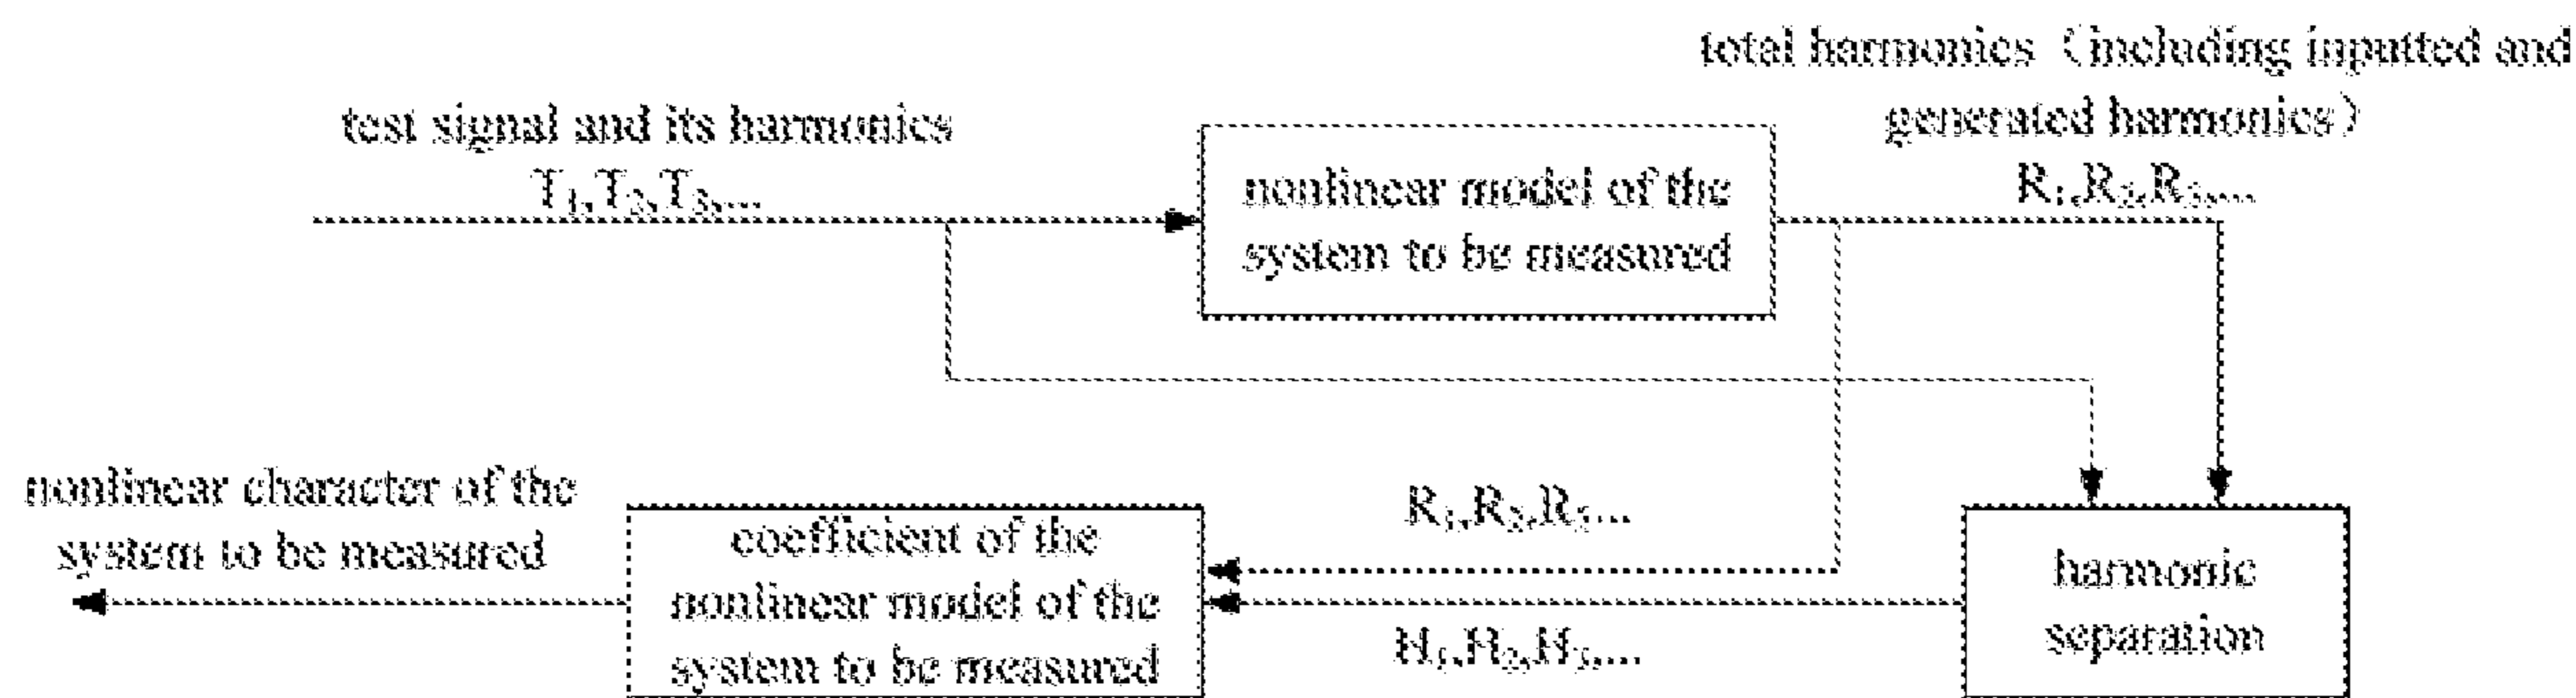 total harmonics（including inputted and
generated harmonics）
R₁,R₂,R₃,...
test signal and its harmonics
T₁,T₂,T₃,...
nonlinear model of the
system to be measured
R₁,R₂,R₃...
nonlinear character of the
system to be measured
coefficient of the
nonlinear model of the
system to be measured
H₁,H₂,H₃,...
harmonic
separation